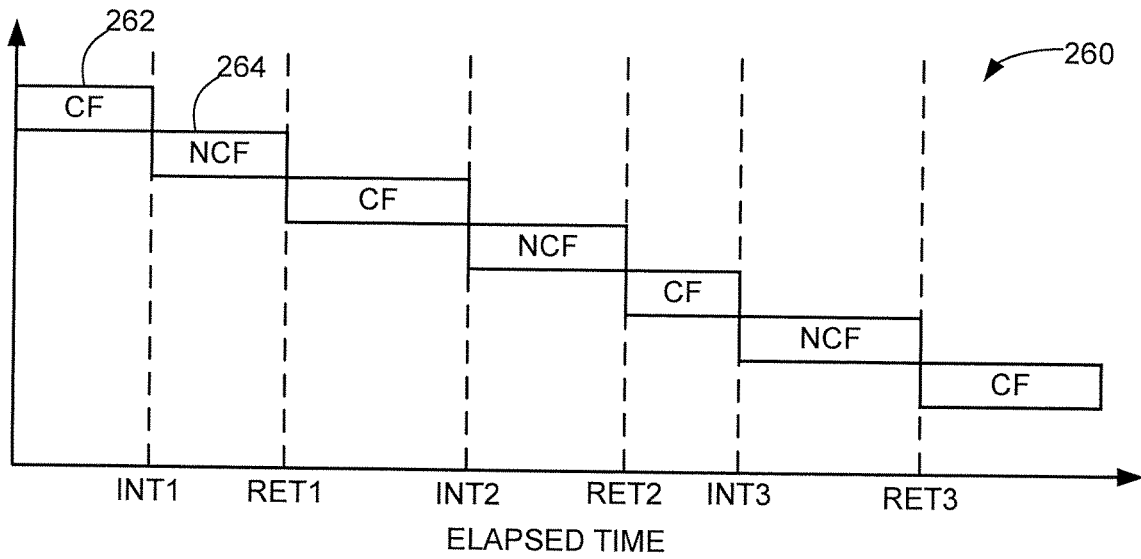 262
264
260
CF
NCF
CF
NCF
CF
NCF
CF
INT1 RET1 INT2 RET2 INT3 RET3
ELAPSED TIME